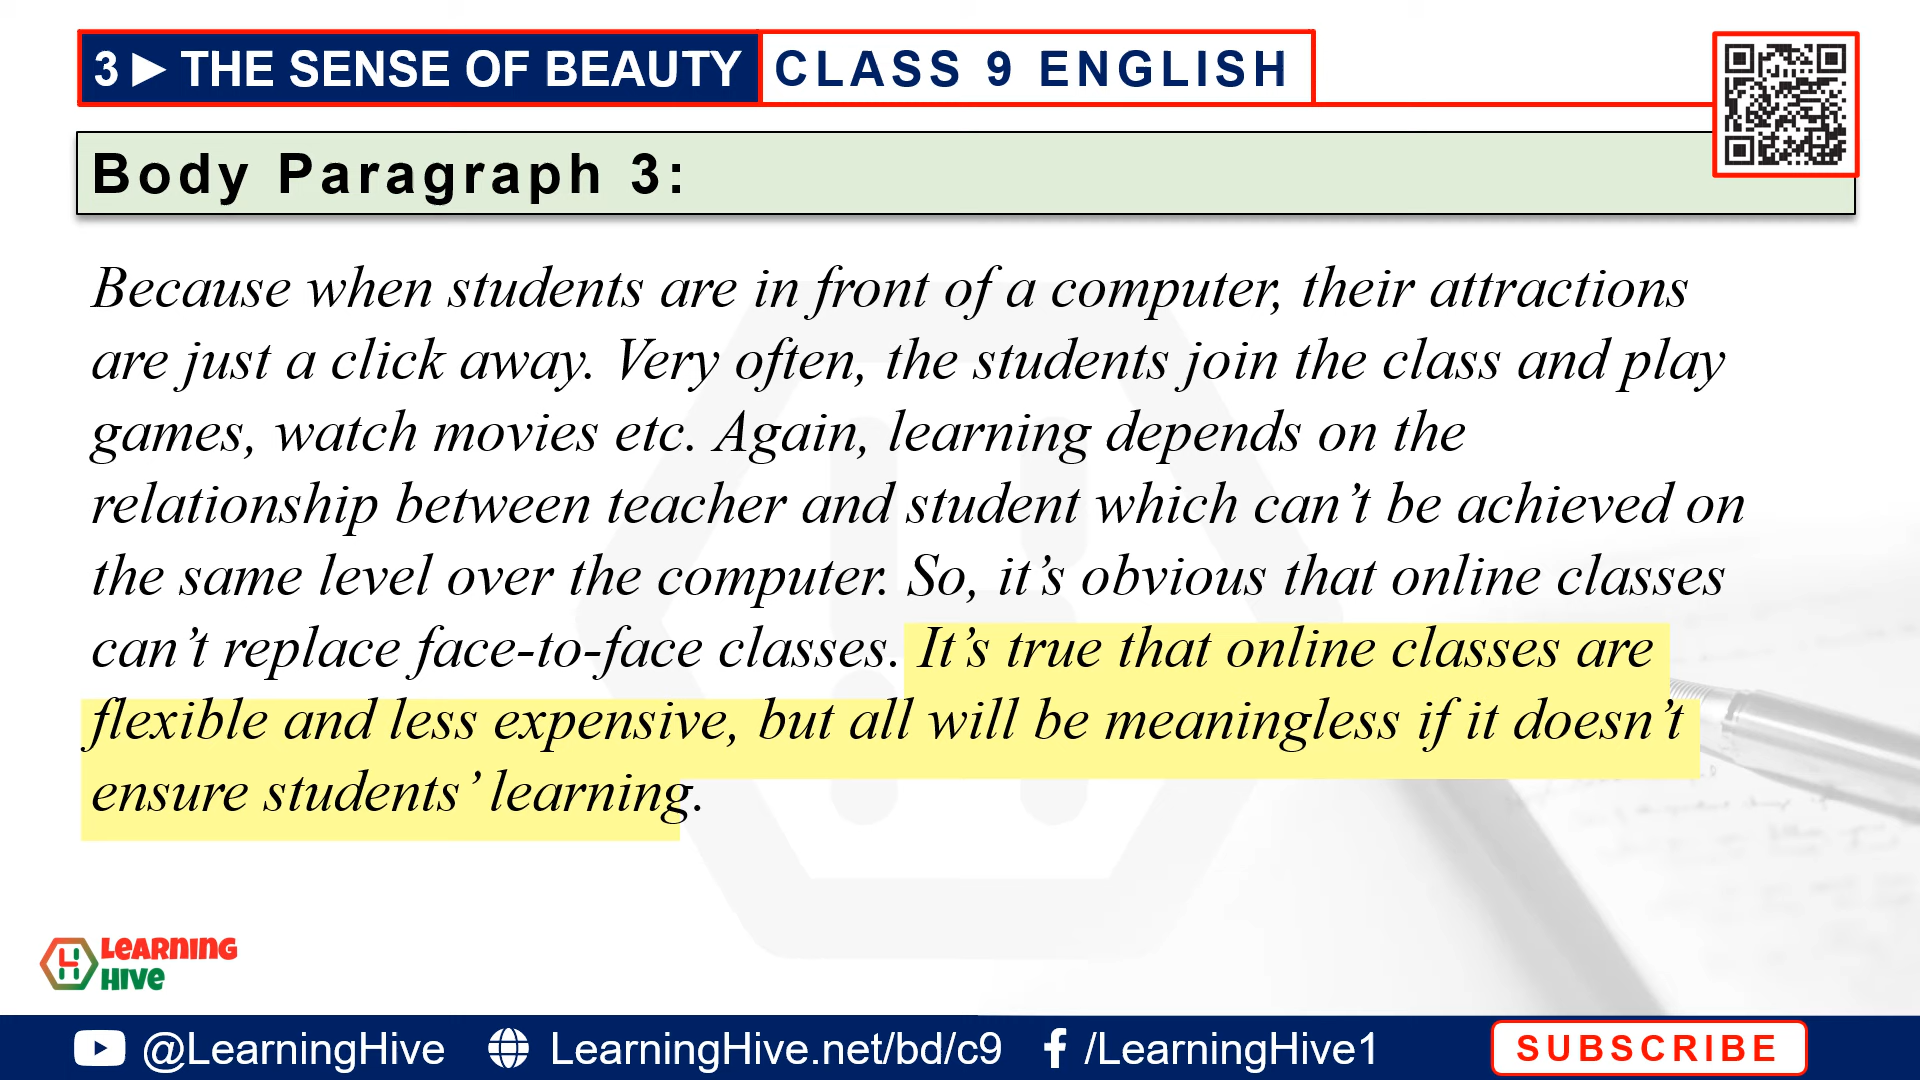 3 ► THE SENSE OF BEAUTY CLASS 9 ENGLISH
Body Paragraph 3:
Because when students are in front of a computer, their attractions
are just a click away. Very often, the students join the class and play
games, watch movies etc. Again, learning depends on the
relationship between teacher and student which can’t be achieved on
the same level over the computer. So, it’s obvious that online classes
can’t replace face-to-face classes. It’s true that online classes are
flexible and less expensive, but all will be meaningless if it doesn’t
ensure students’ learning.
LEARNING
HIVE
@LearningHive LearningHive.net/bd/c9 /LearningHive1 SUBSCRIBE